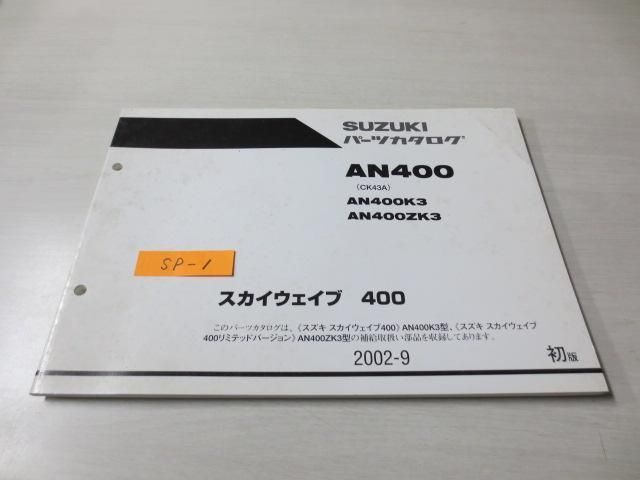 SUZUKI
パーツカタログ
AN400
(CK43A)
AN400K3
AN400ZK3
SP-1
スカイウェイブ 400
このパーツカタログは、《スズキ スカイウェイブ400》AN400K3型、《スズキ スカイウェイブ
400リミテッドバージョン》AN400ZK3型の補給取扱い部品を収録してあります。
2002-9
初版